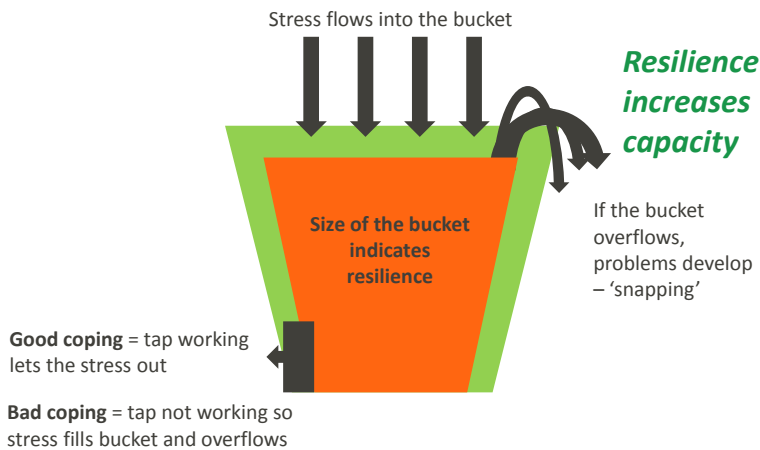 Stress flows into the bucket
Resilience
increases
capacity
Size of the bucket
indicates
resilience
If the bucket
overflows,
problems develop
– ‘snapping’
Good coping = tap working
lets the stress out
Bad coping = tap not working so
stress fills bucket and overflows